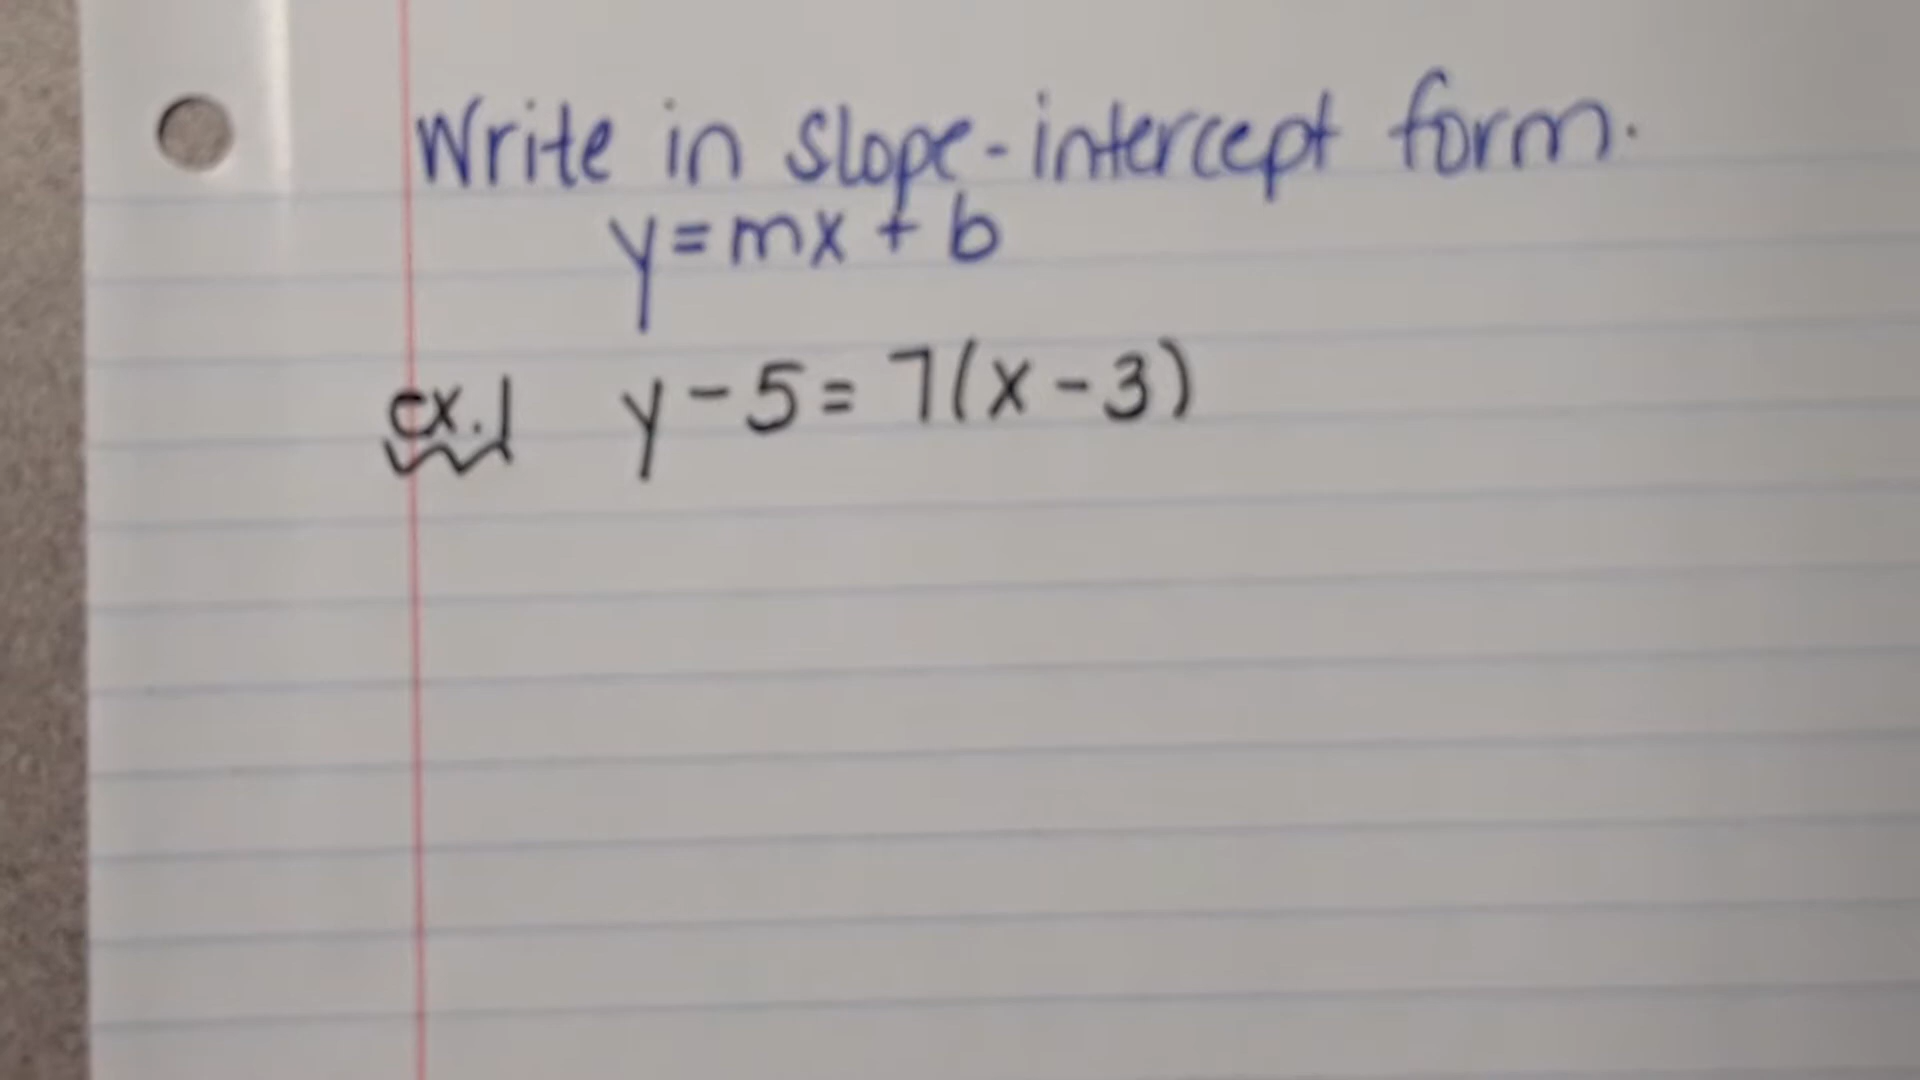 Write in slope-intercept form.
y=mx + b
ex.1 y-5=7(x-3)